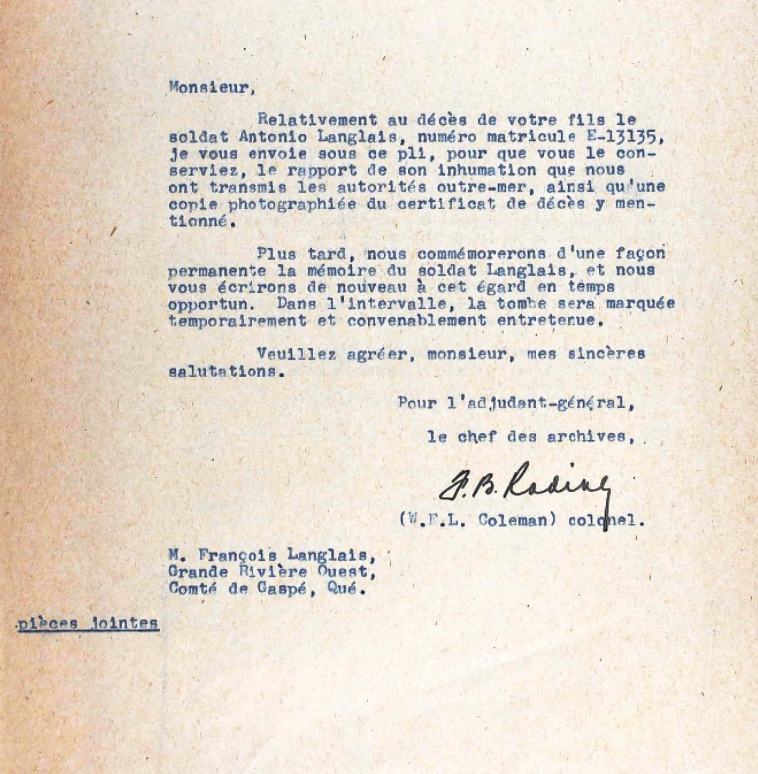 Monsieur,
Relativement au décès de votre fils le
soldat Antonio Langlais, numéro matricule E-13135,
je vous envoie sous ce pli, pour que vous le con-
serviez, le rapport de son inhumation que nous
ont transmis les autorités outre-mer, ainsi qu'une
copie photographiée du certificat de décès y men-
tionné.
Plus tard, nous commémorerons d'une façon
permanente la mémoire du soldat Langlais, et nous
vous écrirons de nouveau à cet égard en temps
opportun. Dans l'intervalle, la tombe sera marquée
temporairement et convenablement entretenue.
Veuillez agréer, monsieur, mes sincères
salutations.
Pour l'adjudant-général,
le chef des archives,
(W.F.L. Coleman) colonel.
M. François Langlais,
Grande Rivière Ouest,
Comté de Gaspé, Qué.
pièces jointes